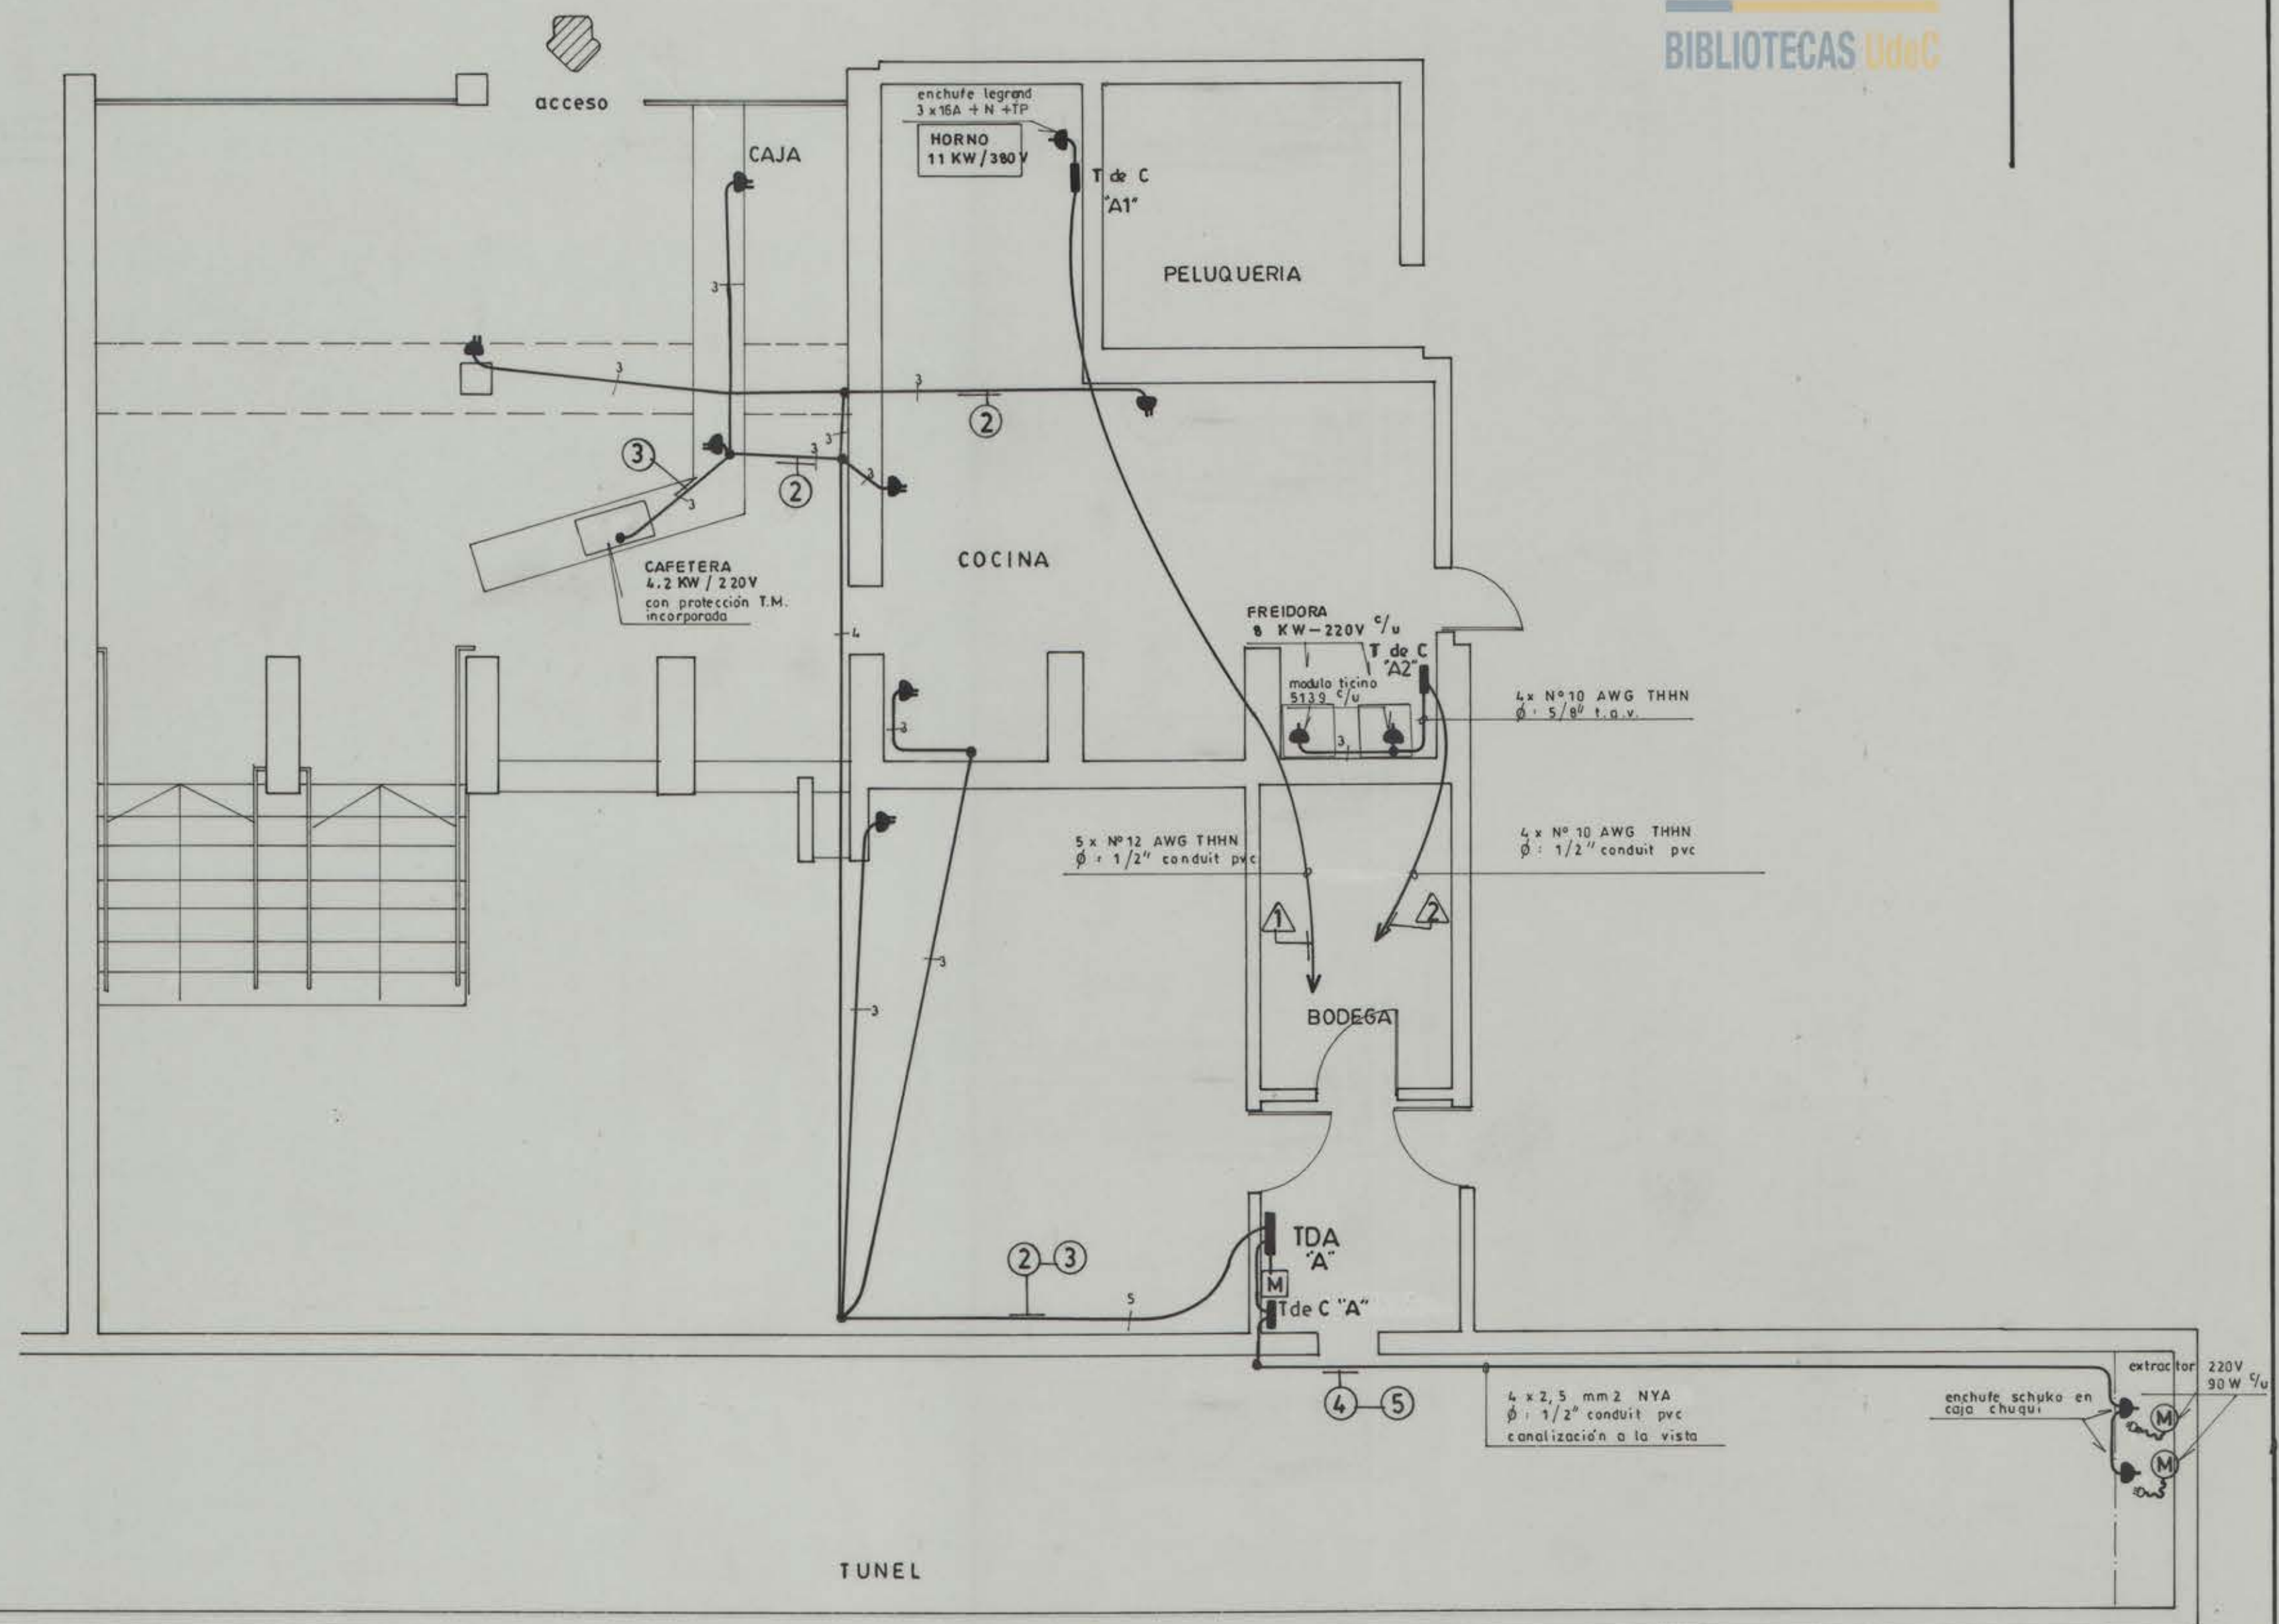 BIBLIOTECAS UdeC
acceso
enchufe legrand
3 x 16A + N + TP
HORNO
11 KW / 380 V
CAJA
T de C
"A1"
PELUQUERIA
3
3
3
2
3
3
3
2
3
3
COCINA
CAFETERA
4.2 KW / 220V
con protección T.M.
incorporada
4
FREIDORA
8 KW - 220V c/u
T de C
"A2"
modulo ticino
5139 c/u
4x Nº 10 AWG THHN
ϕ : 5/8" t.a.v.
3
3
5 x Nº 12 AWG THHN
ϕ : 1/2" conduit pvc
4 x Nº 10 AWG THHN
ϕ : 1/2" conduit pvc
1
2
3
3
BODEGA
TDA
"A"
2 3
M
5
T de C "A"
extractor 220V
90 W c/u
4 5
4 x 2,5 mm2 NYA
ϕ : 1/2" conduit pvc
canalización a la vista
enchufe schuko en
caja chuqui
M
M
TUNEL